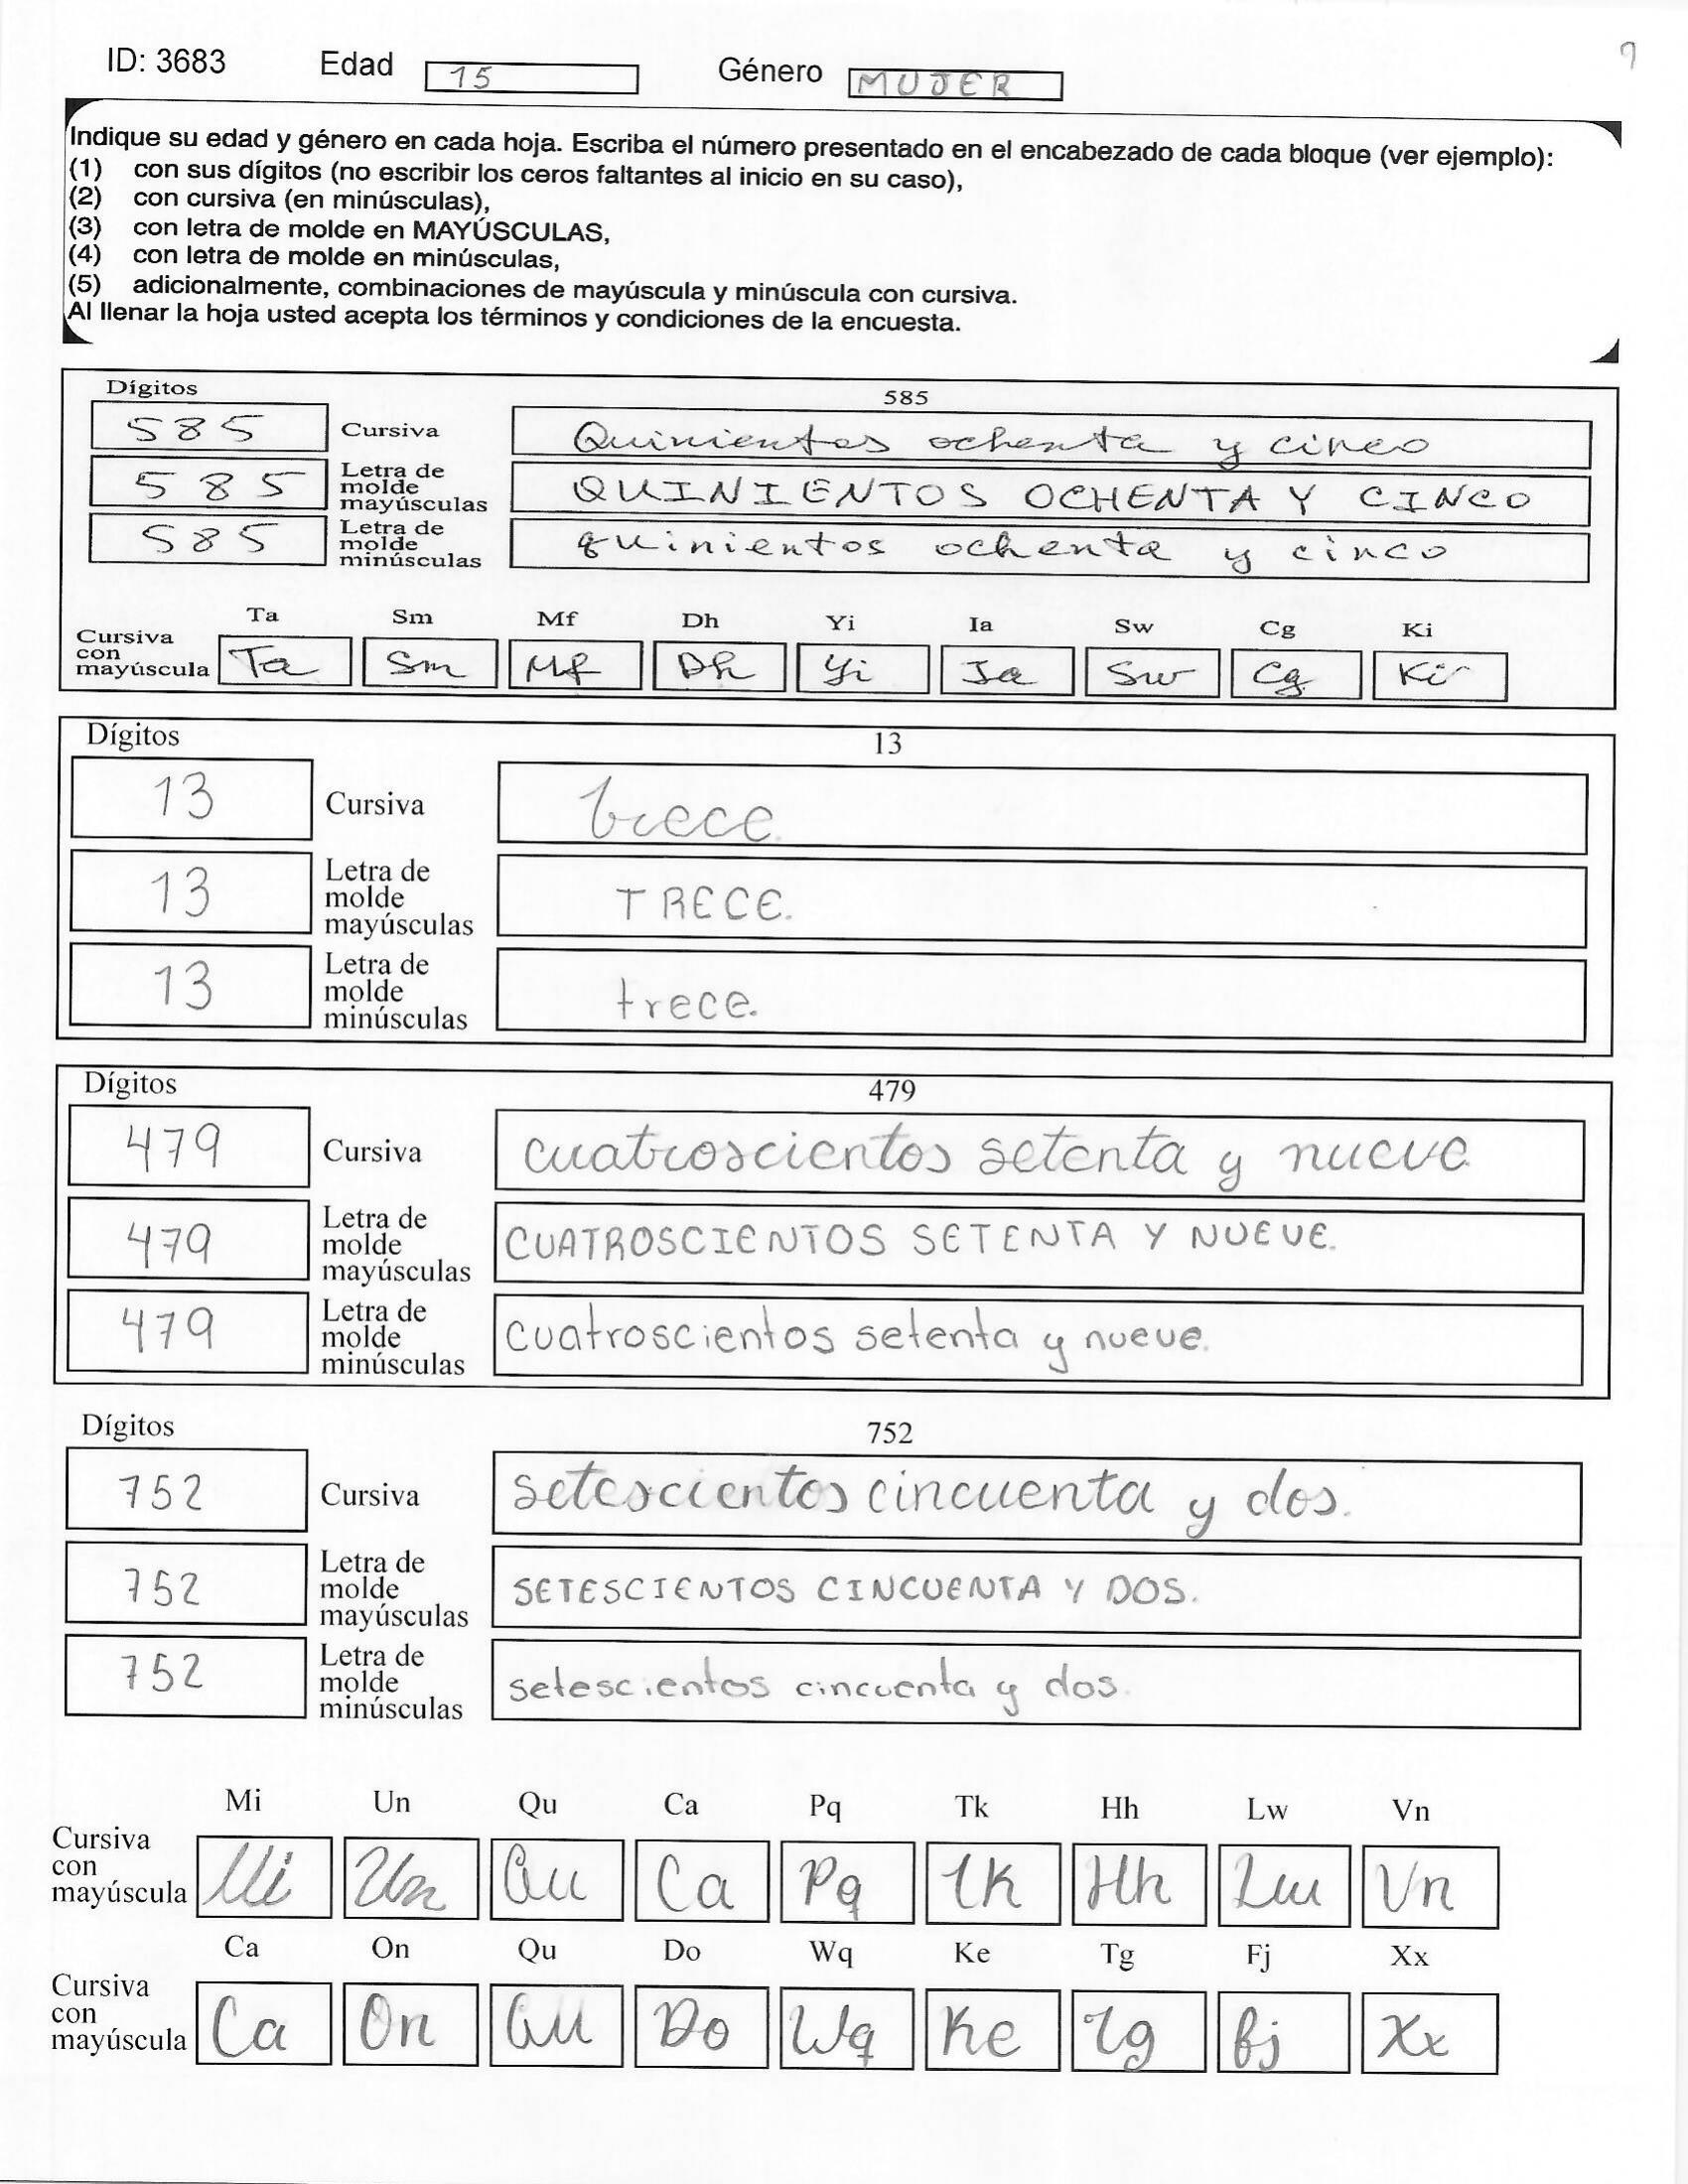 ID: 3683 Edad 15 Género MUJER 9
Indique su edad y género en cada hoja. Escriba el número presentado en el encabezado de cada bloque (ver ejemplo):
(1) con sus dígitos (no escribir los ceros faltantes al inicio en su caso),
(2) con cursiva (en minúsculas),
(3) con letra de molde en MAYÚSCULAS,
(4) con letra de molde en minúsculas,
(5) adicionalmente, combinaciones de mayúscula y minúscula con cursiva.
Al llenar la hoja usted acepta los términos y condiciones de la encuesta.
Dígitos 585
585 Cursiva Quinientos ochenta y cinco
585 Letra de molde mayúsculas QUINIENTOS OCHENTA Y CINCO
585 Letra de molde minúsculas quinientos ochenta y cinco
Ta Sm Mf Dh Yi Ia Sw Cg Ki
Cursiva con mayúscula Ta Sm Mf Dh Yi Ia Sw Cg Ki
Dígitos 13
13 Cursiva trece.
13 Letra de molde mayúsculas TRECE.
13 Letra de molde minúsculas trece.
Dígitos 479
479 Cursiva cuatroscientos setenta y nueve
479 Letra de molde mayúsculas CUATROSCIENTOS SETENTA Y NUEVE.
479 Letra de molde minúsculas cuatroscientos setenta y nueve.
Dígitos 752
752 Cursiva setescientos cincuenta y dos.
752 Letra de molde mayúsculas SETESCIENTOS CINCUENTA Y DOS.
752 Letra de molde minúsculas setescientos cincuenta y dos.
Mi Un Qu Ca Pq Tk Hh Lw Vn
Cursiva con mayúscula Mi Un Qu Ca Pq Tk Hh Lw Vn
Ca On Qu Do Wq Ke Tg Fj Xx
Cursiva con mayúscula Ca On Qu Do Wq Ke Tg Fj Xx